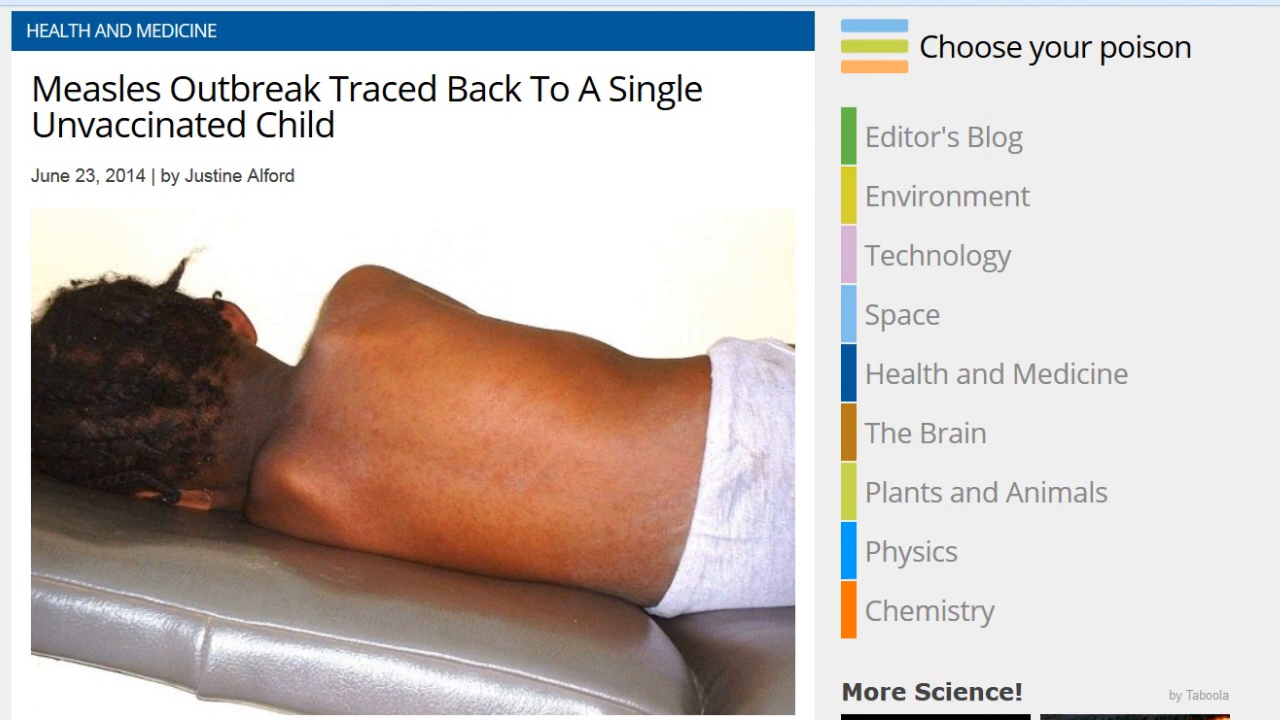 HEALTH AND MEDICINE
Measles Outbreak Traced Back To A Single
Unvaccinated Child
June 23, 2014 | by Justine Alford
Choose your poison
Editor's Blog
Environment
Technology
Space
Health and Medicine
The Brain
Plants and Animals
Physics
Chemistry
More Science!
by Taboola